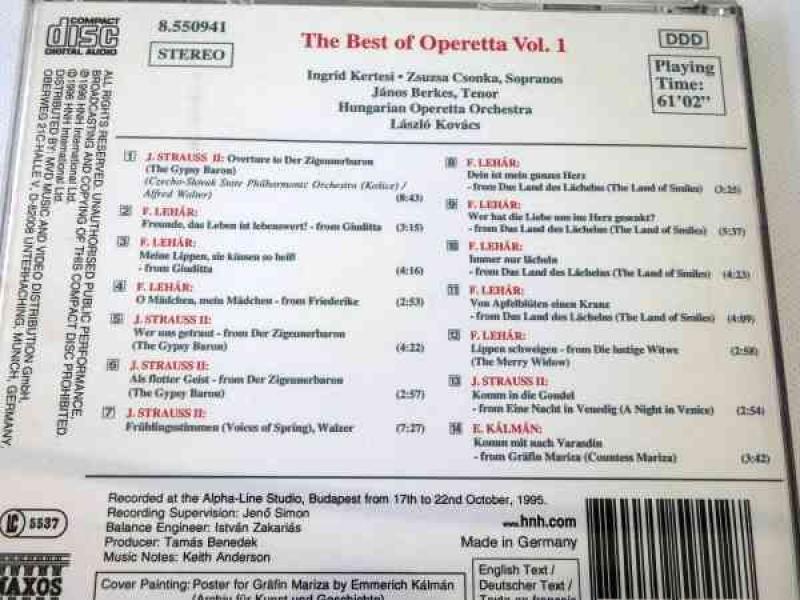 COMPACT
disc
DIGITAL AUDIO
8.550941
STEREO
The Best of Operetta Vol. 1
DDD
Playing
Time:
61'02"
Ingrid Kertesi • Zsuzsa Csonka, Sopranos
János Berkes, Tenor
Hungarian Operetta Orchestra
László Kovács
1 J. STRAUSS II: Overture to Der Zigeunerbaron
(The Gypsy Baron)
(Czecho-Slovak State Philharmonic Orchestra (Košice) /
Alfred Walter) (8:43)
2 F. LEHÁR:
Freunde, das Leben ist lebenswert! - from Giuditta (3:15)
3 F. LEHÁR:
Meine Lippen, sie küssen so heiß
- from Giuditta (4:16)
4 F. LEHÁR:
O Mädchen, mein Mädchen - from Friederike (2:53)
5 J. STRAUSS II:
Wer uns getraut - from Der Zigeunerbaron
(The Gypsy Baron) (4:22)
6 J. STRAUSS II:
Als flotter Geist - from Der Zigeunerbaron
(The Gypsy Baron) (2:57)
7 J. STRAUSS II:
Frühlingsstimmen (Voices of Spring), Walzer (7:27)
8 F. LEHÁR:
Dein ist mein ganzes Herz
- from Das Land des Lächelns (The Land of Smiles) (3:25)
9 F. LEHÁR:
Wer hat die Liebe uns ins Herz gesenkt?
- from Das Land des Lächelns (The Land of Smiles) (5:37)
10 F. LEHÁR:
Immer nur lächeln
- from Das Land des Lächelns (The Land of Smiles) (4:23)
11 F. LEHÁR:
Von Apfelblüten einen Kranz
- from Das Land des Lächelns (The Land of Smiles) (4:09)
12 F. LEHÁR:
Lippen schweigen - from Die lustige Witwe
(The Merry Widow) (2:58)
13 J. STRAUSS II:
Komm in die Gondel
- from Eine Nacht in Venedig (A Night in Venice) (2:54)
14 E. KÁLMÁN:
Komm mit nach Varasdin
- from Gräfin Mariza (Countess Mariza) (3:42)
ALL RIGHTS RESERVED. UNAUTHORISED PUBLIC PERFORMANCE,
BROADCASTING AND COPYING OF THIS COMPACT DISC PROHIBITED.
℗ 1996 HNH International Ltd.
© 1996 HNH International Ltd.
DISTRIBUTED BY: MVD MUSIC AND VIDEO DISTRIBUTION GmbH,
OBERWEG 21C-HALLE V, D-82008 UNTERHACHING, MUNICH, GERMANY.
Recorded at the Alpha-Line Studio, Budapest from 17th to 22nd October, 1995.
Recording Supervision: Jenő Simon
Balance Engineer: István Zakariás
Producer: Tamás Benedek
Music Notes: Keith Anderson
LC 5537
NAXOS
www.hnh.com
Made in Germany
Cover Painting: Poster for Gräfin Mariza by Emmerich Kálmán
(Archiv für Kunst und Geschichte)
English Text /
Deutscher Text /
Texte en français